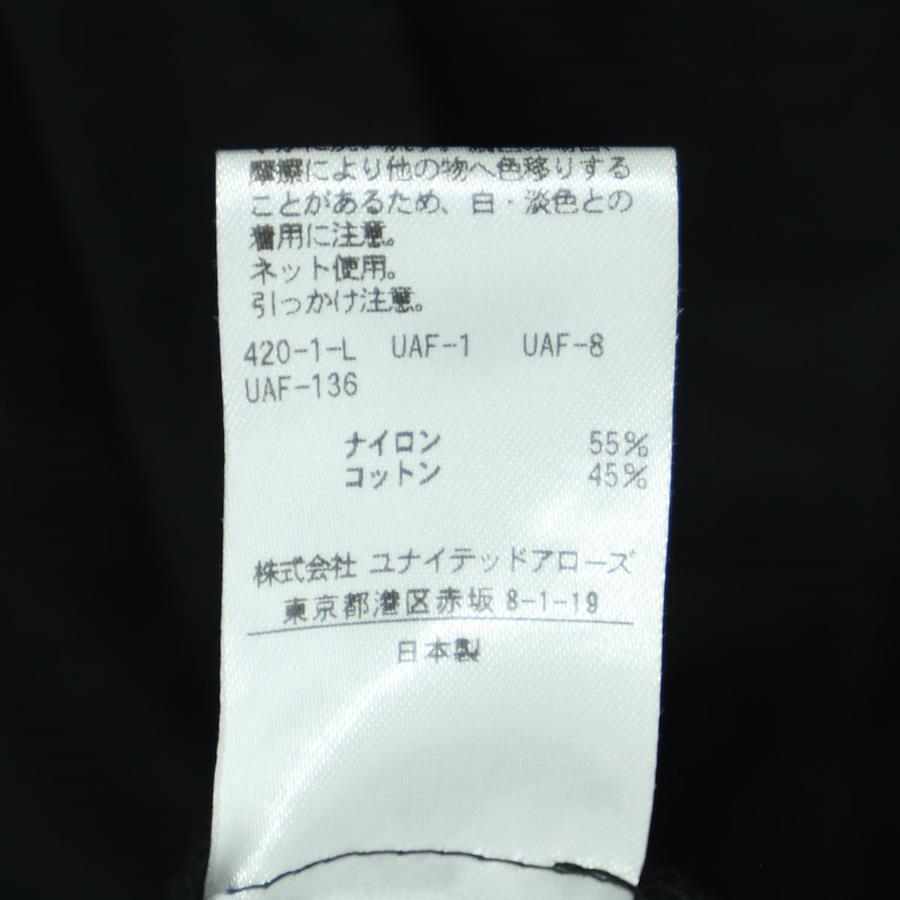 摩擦により他の物へ色移りする
ことがあるため、白・淡色との
着用に注意。
ネット使用。
引っかけ注意。
420-1-L UAF-1 UAF-8
UAF-136
ナイロン 55%
コットン 45%
株式会社 ユナイテッドアローズ
東京都港区赤坂 8-1-19
日本製